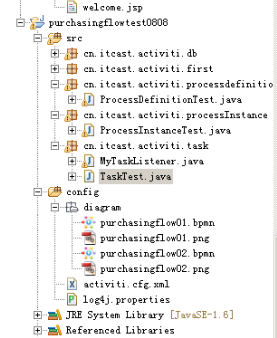 welcome.jsp
purchasingflowtest0808
src
cn.itcast.activiti.db
cn.itcast.activiti.first
cn.itcast.activiti.processdefinitio
ProcessDefinitionTest.java
cn.itcast.activiti.processInstance
ProcessInstanceTest.java
cn.itcast.activiti.task
MyTaskListener.java
TaskTest.java
config
diagram
purchasingflow01.bpmn
purchasingflow01.png
purchasingflow02.bpmn
purchasingflow02.png
activiti.cfg.xml
log4j.properties
JRE System Library [JavaSE-1.6]
Referenced Libraries